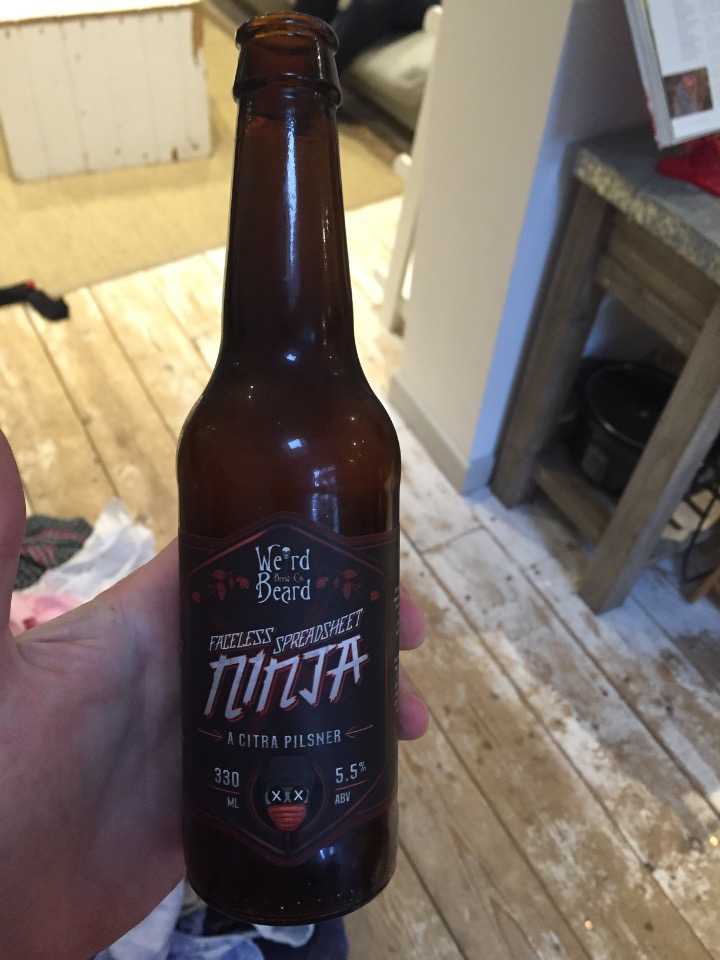 Weird
Brew Co.
Beard
FACELESS SPREADSHEET
NINJA
A CITRA PILSNER
330
ML
5.5%
ABV
X X